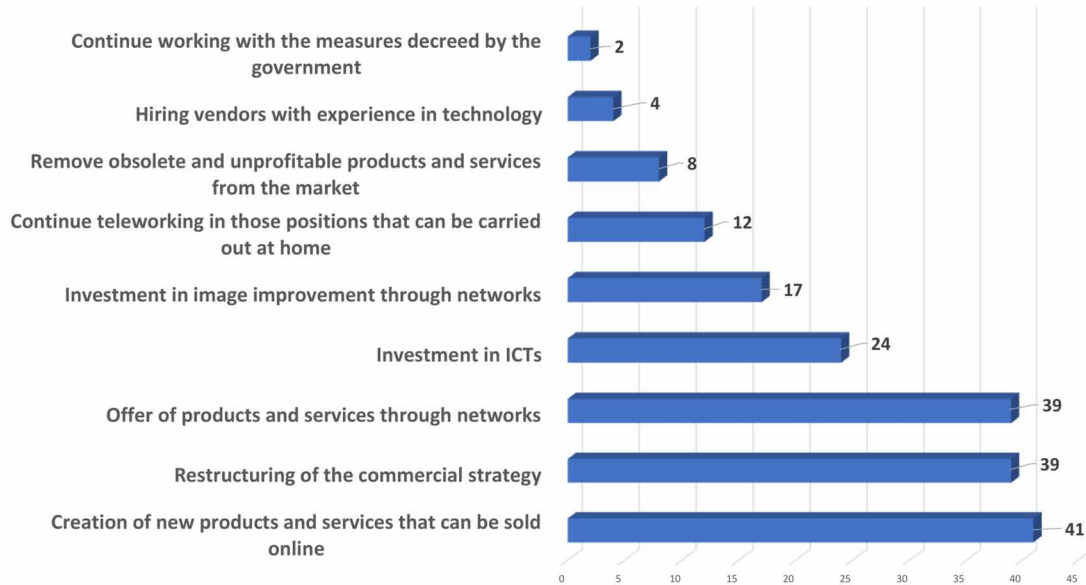 Continue working with the measures decreed by the
government
2
Hiring vendors with experience in technology
4
Remove obsolete and unprofitable products and services
from the market
8
Continue teleworking in those positions that can be carried
out at home
12
Investment in image improvement through networks
17
Investment in ICTs
24
Offer of products and services through networks
39
Restructuring of the commercial strategy
39
Creation of new products and services that can be sold
online
41
0 5 10 15 20 25 30 35 40 45